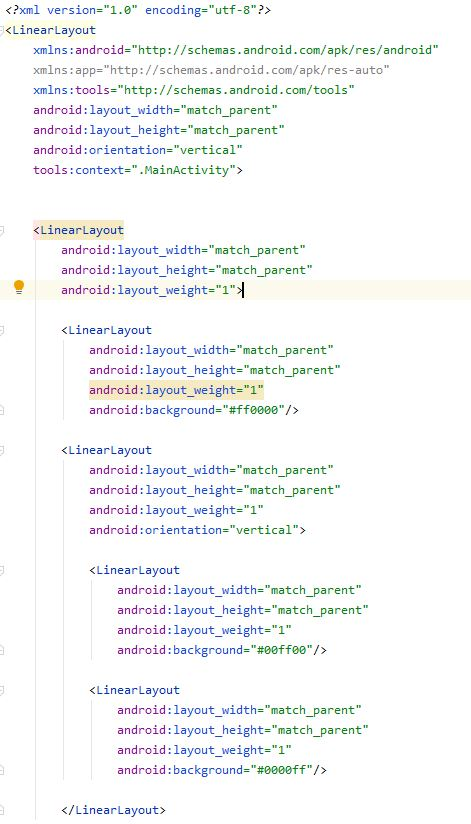 <?xml version="1.0" encoding="utf-8"?>
<LinearLayout
    xmlns:android="http://schemas.android.com/apk/res/android"
    xmlns:app="http://schemas.android.com/apk/res-auto"
    xmlns:tools="http://schemas.android.com/tools"
    android:layout_width="match_parent"
    android:layout_height="match_parent"
    android:orientation="vertical"
    tools:context=".MainActivity">
    <LinearLayout
        android:layout_width="match_parent"
        android:layout_height="match_parent"
        android:layout_weight="1">
        <LinearLayout
            android:layout_width="match_parent"
            android:layout_height="match_parent"
            android:layout_weight="1"
            android:background="#ff0000"/>
        <LinearLayout
            android:layout_width="match_parent"
            android:layout_height="match_parent"
            android:layout_weight="1"
            android:orientation="vertical">
            <LinearLayout
                android:layout_width="match_parent"
                android:layout_height="match_parent"
                android:layout_weight="1"
                android:background="#00ff00"/>
            <LinearLayout
                android:layout_width="match_parent"
                android:layout_height="match_parent"
                android:layout_weight="1"
                android:background="#0000ff"/>
        </LinearLayout>